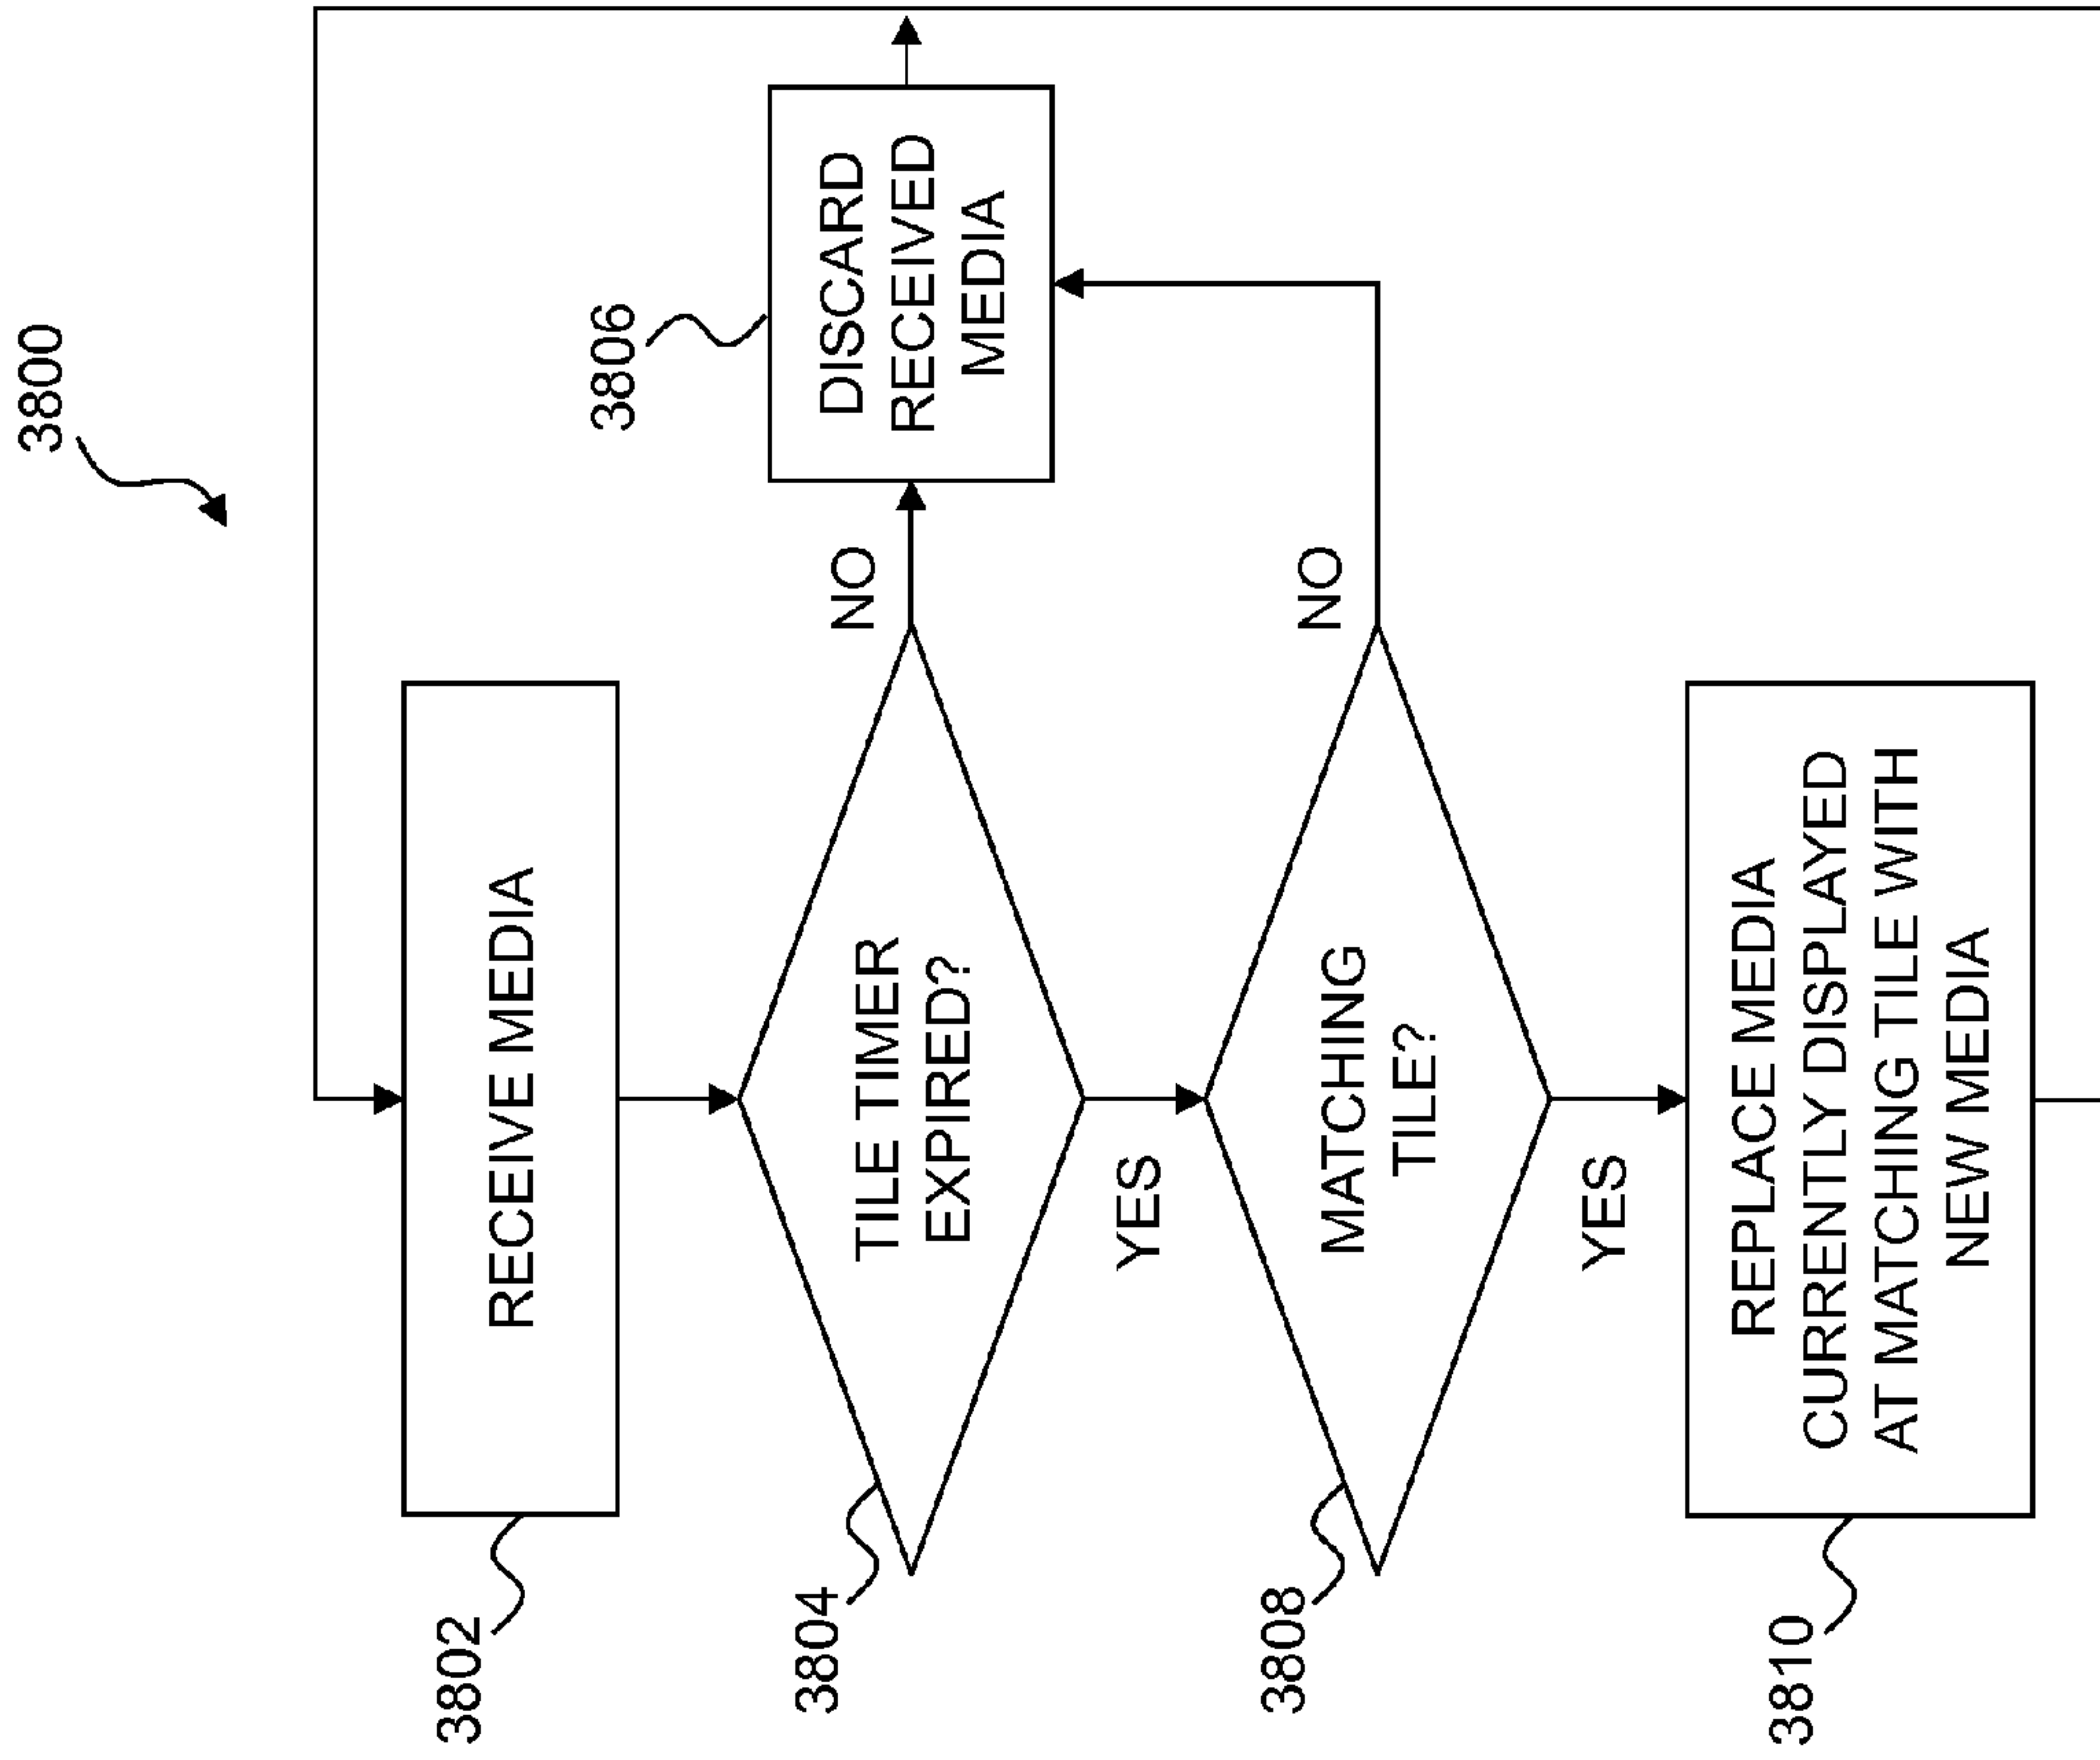 3800
3802
RECEIVE MEDIA
3804
TILE TIMER
EXPIRED?
NO
3806
DISCARD
RECEIVED
MEDIA
YES
3808
MATCHING
TILE?
NO
YES
3810
REPLACE MEDIA
CURRENTLY DISPLAYED
AT MATCHING TILE WITH
NEW MEDIA